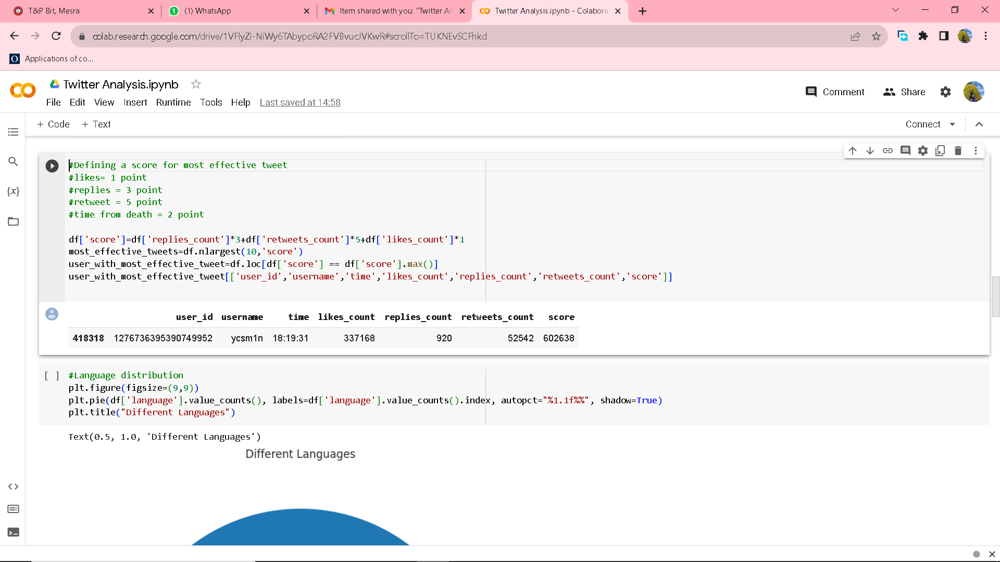 T&P Bit, Mesra
(1) WhatsApp
Item shared with you: "Twitter An
Twitter Analysis.ipynb - Colabora
colab.research.google.com/drive/1VFlyZi-NiWy6TAbypoRA2FVBvucJVKwR#scrollTo=TUKNEvSCFhkd
Applications of co...
Twitter Analysis.ipynb
File Edit View Insert Runtime Tools Help Last saved at 14:58
Comment Share
+ Code + Text
Connect
#Defining a score for most effective tweet
#likes= 1 point
#replies = 3 point
#retweet = 5 point
#time from death = 2 point
df['score']=df['replies_count']*3+df['retweets_count']*5+df['likes_count']*1
most_effective_tweets=df.nlargest(10,'score')
user_with_most_effective_tweet=df.loc[df['score'] == df['score'].max()]
user_with_most_effective_tweet[['user_id','username','time','likes_count','replies_count','retweets_count','score']]
user_id username time likes_count replies_count retweets_count score
418318 1276736395390749952 ycsm1n 18:19:31 337168 920 52542 602638
[ ] #Language distribution
plt.figure(figsize=(9,9))
plt.pie(df['language'].value_counts(), labels=df['language'].value_counts().index, autopct="%1.1f%%", shadow=True)
plt.title("Different Languages")
Text(0.5, 1.0, 'Different Languages')
Different Languages